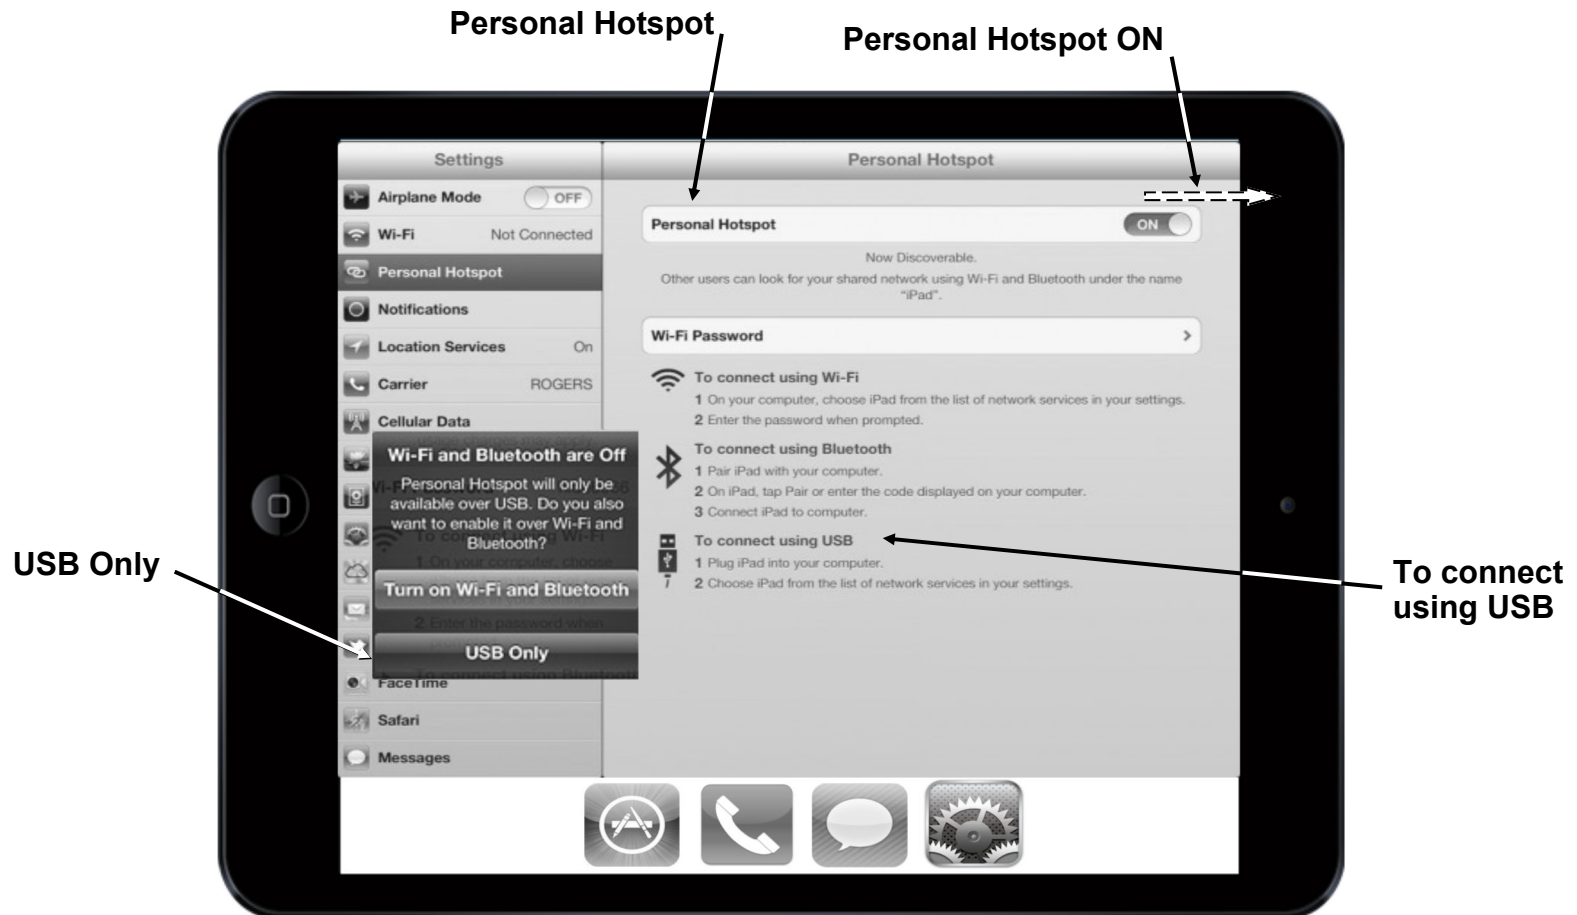 Personal Hotspot
Personal Hotspot ON
Settings
Personal Hotspot
Airplane Mode OFF
Wi-Fi Not Connected
Personal Hotspot
Notifications
Location Services On
Carrier ROGERS
Cellular Data
Wi-Fi and Bluetooth are Off
Personal Hotspot will only be
available over USB. Do you also
want to enable it over Wi-Fi and
Bluetooth?
Turn on Wi-Fi and Bluetooth
USB Only
FaceTime
Safari
Messages
Personal Hotspot ON
Now Discoverable.
Other users can look for your shared network using Wi-Fi and Bluetooth under the name
“iPad”.
Wi-Fi Password >
To connect using Wi-Fi
1 On your computer, choose iPad from the list of network services in your settings.
2 Enter the password when prompted.
To connect using Bluetooth
1 Pair iPad with your computer.
2 On iPad, tap Pair or enter the code displayed on your computer.
3 Connect iPad to computer.
To connect using USB
1 Plug iPad into your computer.
2 Choose iPad from the list of network services in your settings.
USB Only
To connect
using USB